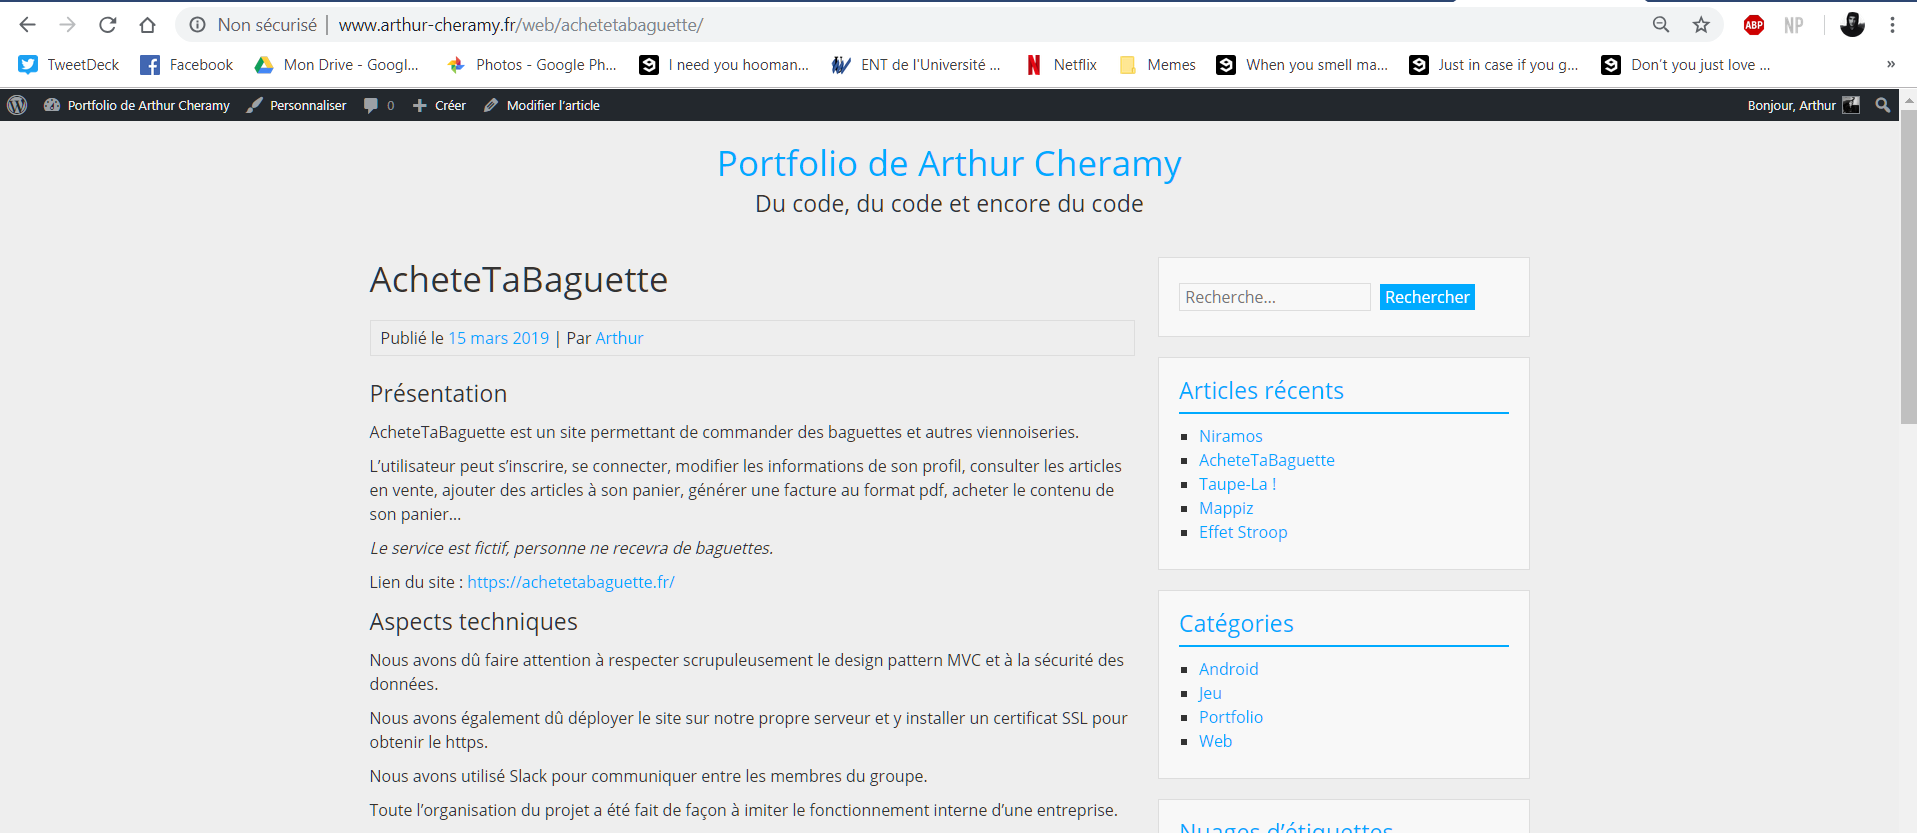 Non sécurisé | www.arthur-cheramy.fr/web/achetetabaguette/
ABP NP
TweetDeck Facebook Mon Drive - Googl... Photos - Google Ph... I need you hooman... ENT de l'Université ... Netflix Memes When you smell ma... Just in case if you g... Don't you just love ... »
Portfolio de Arthur Cheramy Personnaliser 0 Créer Modifier l'article Bonjour, Arthur
Portfolio de Arthur Cheramy
Du code, du code et encore du code
AcheteTaBaguette
Publié le 15 mars 2019 | Par Arthur
Présentation
AcheteTaBaguette est un site permettant de commander des baguettes et autres viennoiseries.
L'utilisateur peut s'inscrire, se connecter, modifier les informations de son profil, consulter les articles
en vente, ajouter des articles à son panier, générer une facture au format pdf, acheter le contenu de
son panier...
Le service est fictif, personne ne recevra de baguettes.
Lien du site : https://achetetabaguette.fr/
Aspects techniques
Nous avons dû faire attention à respecter scrupuleusement le design pattern MVC et à la sécurité des
données.
Nous avons également dû déployer le site sur notre propre serveur et y installer un certificat SSL pour
obtenir le https.
Nous avons utilisé Slack pour communiquer entre les membres du groupe.
Toute l'organisation du projet a été fait de façon à imiter le fonctionnement interne d'une entreprise.
Recherche... Rechercher
Articles récents
Niramos
AcheteTaBaguette
Taupe-La !
Mappiz
Effet Stroop
Catégories
Android
Jeu
Portfolio
Web
Nuages d'étiquettes